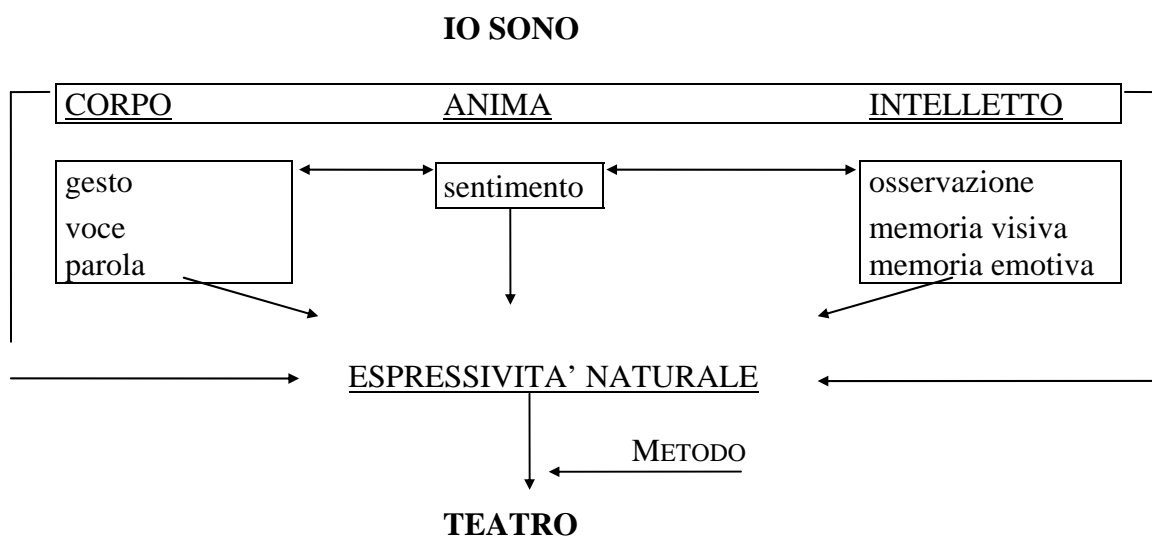 IO SONO
CORPO ANIMA INTELLETTO
gesto sentimento osservazione
voce memoria visiva
parola memoria emotiva
ESPRESSIVITA’ NATURALE
METODO
TEATRO